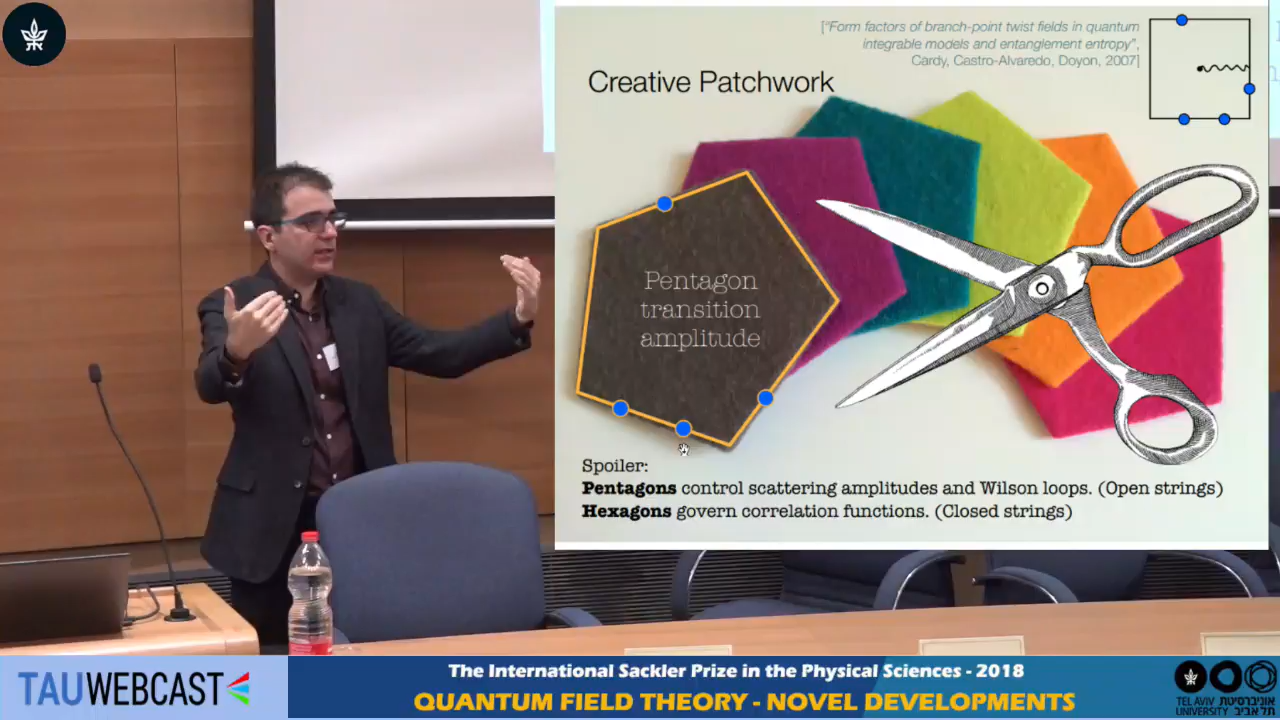 ["Form factors of branch-point twist fields in quantum
integrable models and entanglement entropy",
Cardy, Castro-Alvaredo, Doyon, 2007]
Creative Patchwork
Pentagon
transition
amplitude
Spoiler:
Pentagons control scattering amplitudes and Wilson loops. (Open strings)
Hexagons govern correlation functions. (Closed strings)
TAUWEBCAST
The International Sackler Prize in the Physical Sciences - 2018
QUANTUM FIELD THEORY - NOVEL DEVELOPMENTS
TEL AVIV אוניברסיטת
UNIVERSITY תל אביב